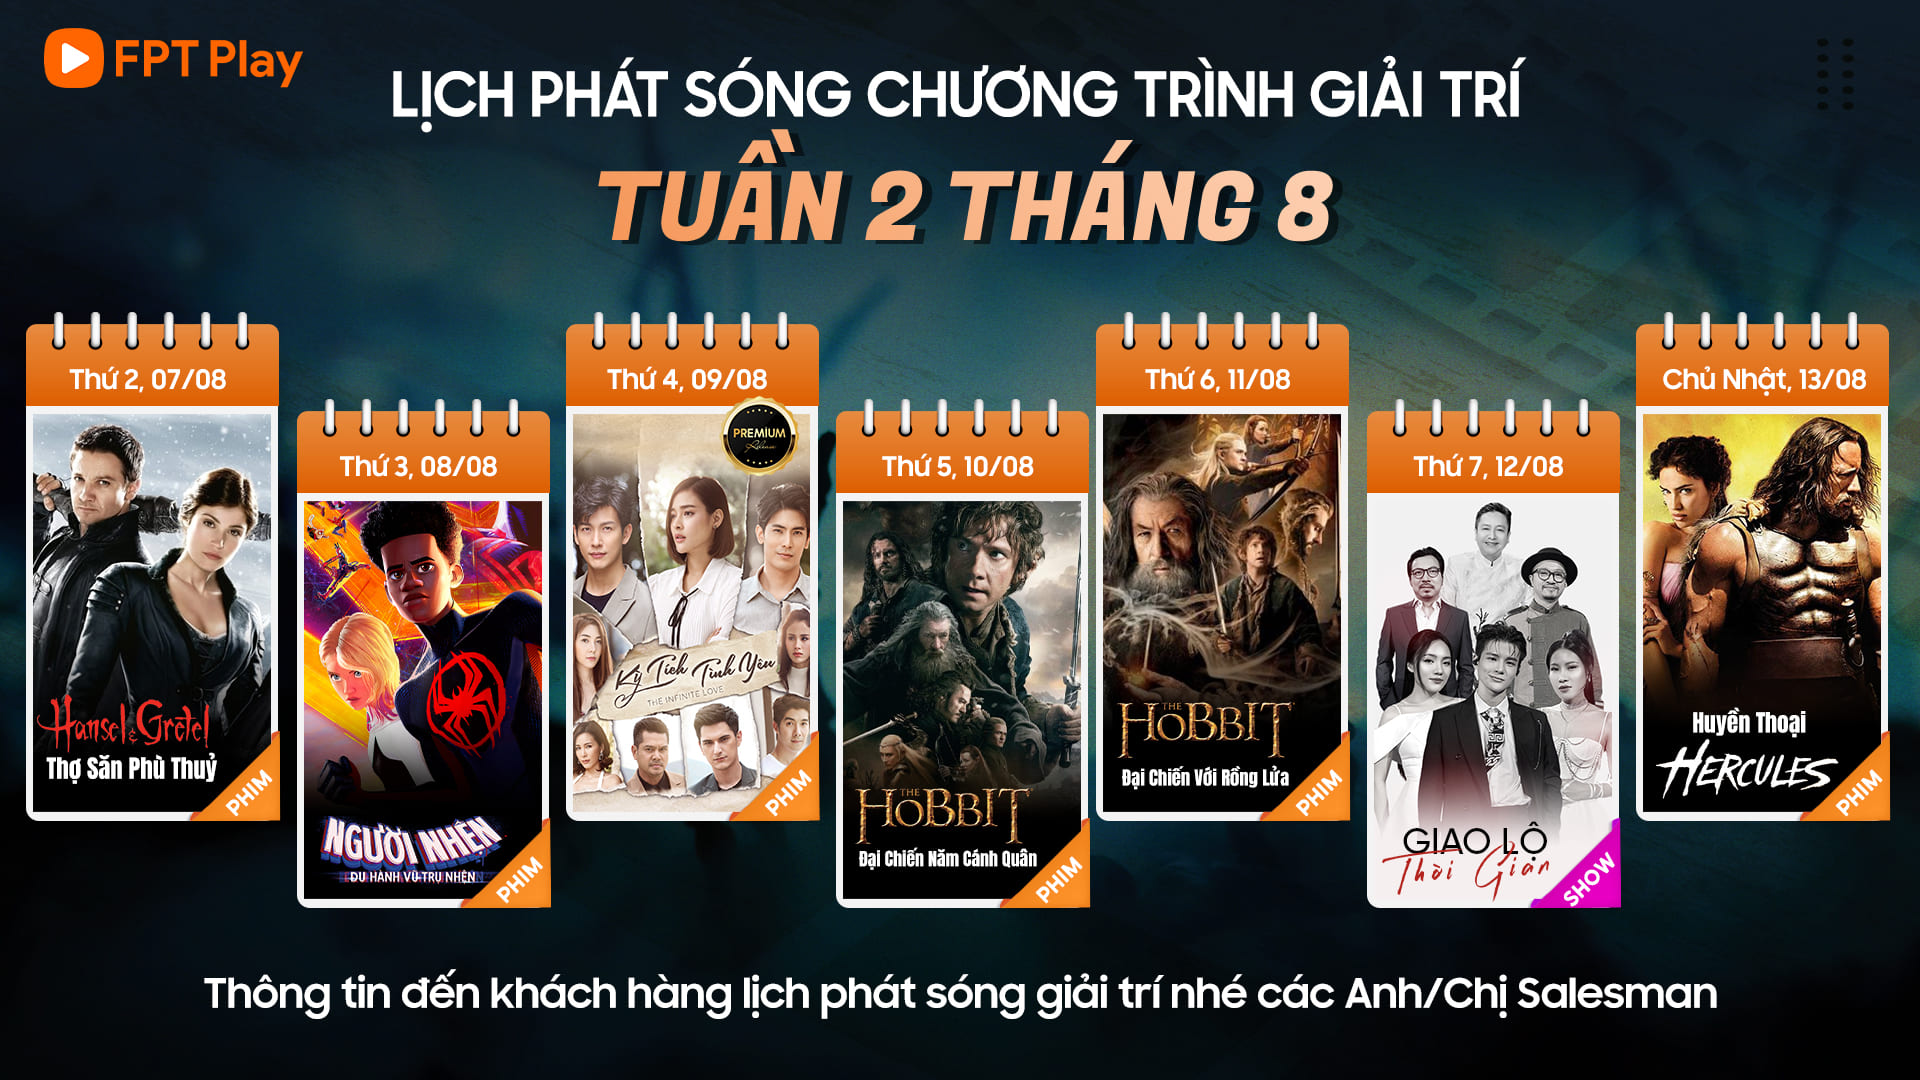 FPT Play
LỊCH PHÁT SÓNG CHƯƠNG TRÌNH GIẢI TRÍ
TUẦN 2 THÁNG 8
Thứ 2, 07/08
Hansel & Gretel
Thợ Săn Phù Thuỷ
PHIM
Thứ 3, 08/08
NGƯỜI NHỆN
DU HÀNH VŨ TRỤ NHỆN
PHIM
Thứ 4, 09/08
PREMIUM
Release
Kỳ Tích Tình Yêu
THE INFINITE LOVE
PHIM
Thứ 5, 10/08
THE
HOBBIT
Đại Chiến Năm Cánh Quân
PHIM
Thứ 6, 11/08
THE
HOBBIT
Đại Chiến Với Rồng Lửa
PHIM
Thứ 7, 12/08
GIAO LỘ
Thời Gian
SHOW
Chủ Nhật, 13/08
Huyền Thoại
HERCULES
PHIM
Thông tin đến khách hàng lịch phát sóng giải trí nhé các Anh/Chị Salesman